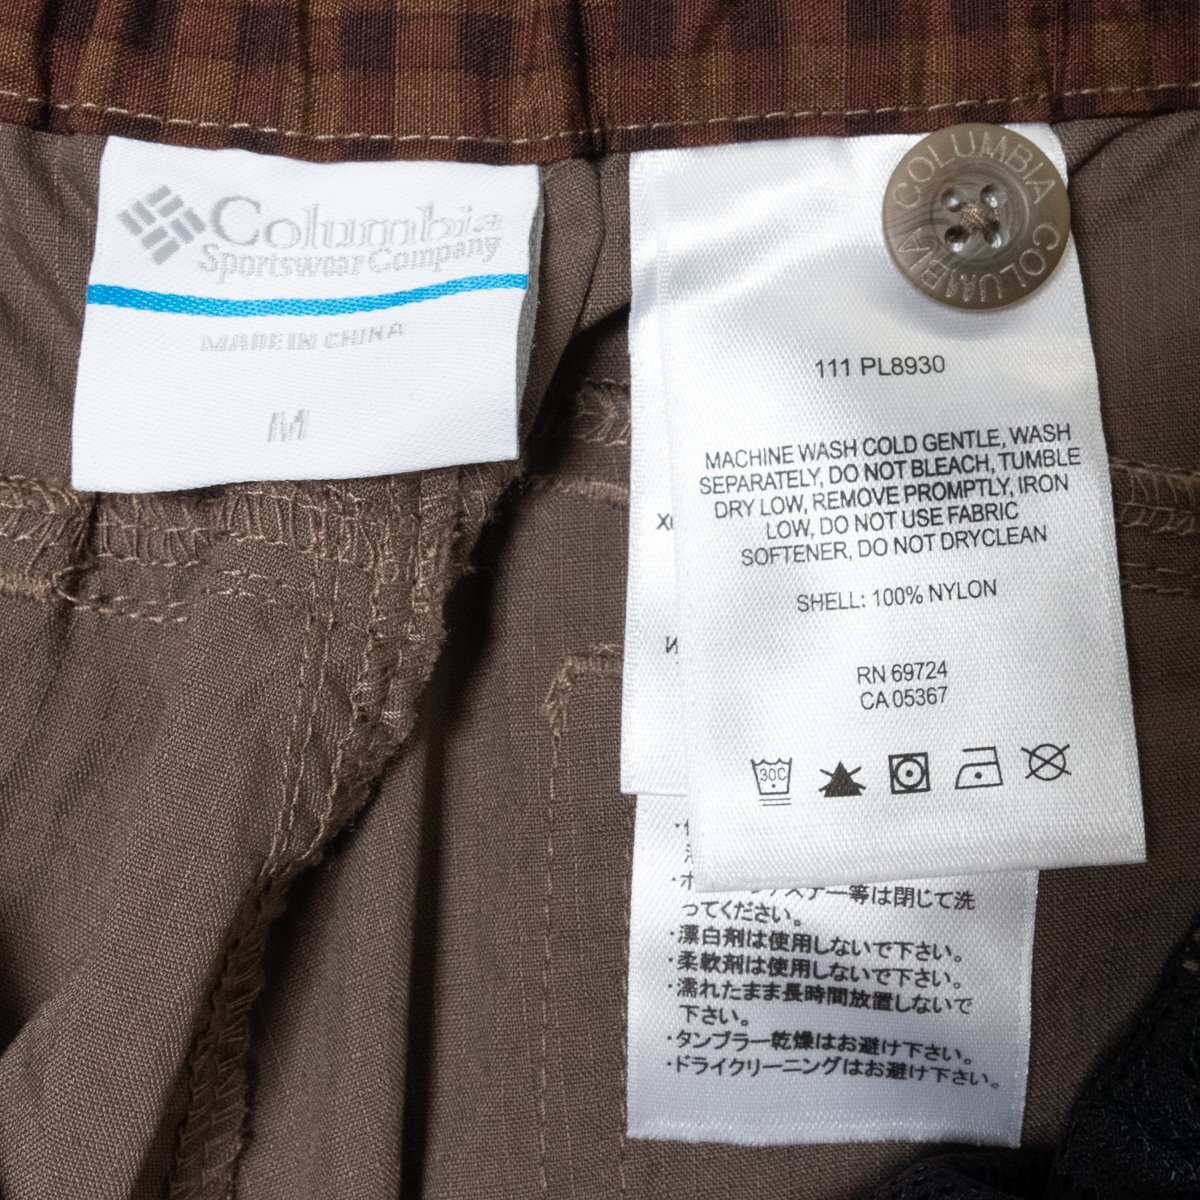 Columbia
Sportswear Company
MADE IN CHINA
M
COLUMBIA COLUMBIA
111 PL8930
MACHINE WASH COLD GENTLE, WASH
SEPARATELY, DO NOT BLEACH, TUMBLE
DRY LOW, REMOVE PROMPTLY, IRON
LOW, DO NOT USE FABRIC
SOFTENER, DO NOT DRYCLEAN
SHELL: 100% NYLON
RN 69724
CA 05367
30C
等は閉じて洗
ってください。
・漂白剤は使用しないで下さい。
・柔軟剤は使用しないで下さい。
・濡れたまま長時間放置しないで
下さい。
・タンブラー乾燥はお避け下さい。
・ドライクリーニングはお避け下さい。